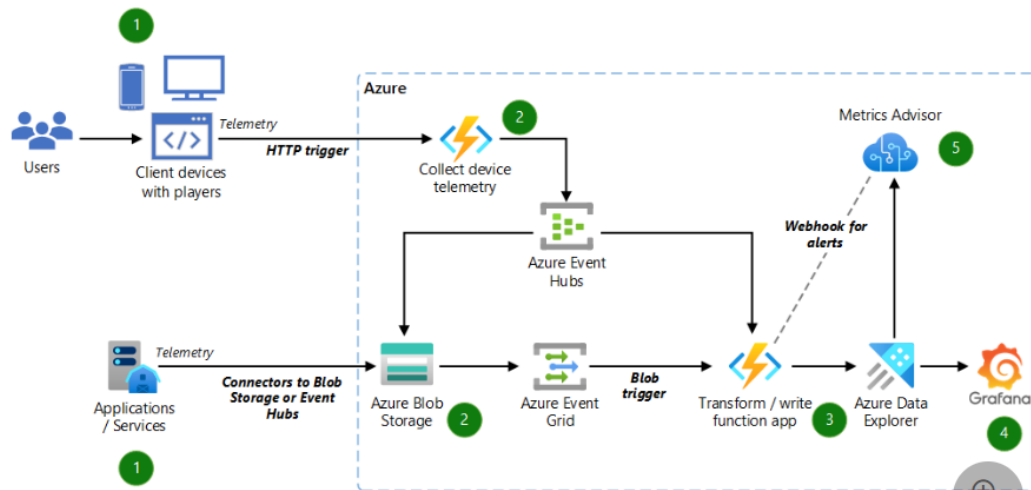 1
Azure
Users
Client devices
with players
Telemetry
HTTP trigger
2
Collect device
telemetry
Azure Event
Hubs
Metrics Advisor
5
Webhook for
alerts
Applications
/ Services
1
Telemetry
Connectors to Blob
Storage or Event
Hubs
Azure Blob
Storage
2
Azure Event
Grid
Blob
trigger
Transform / write
function app
3
Azure Data
Explorer
Grafana
4